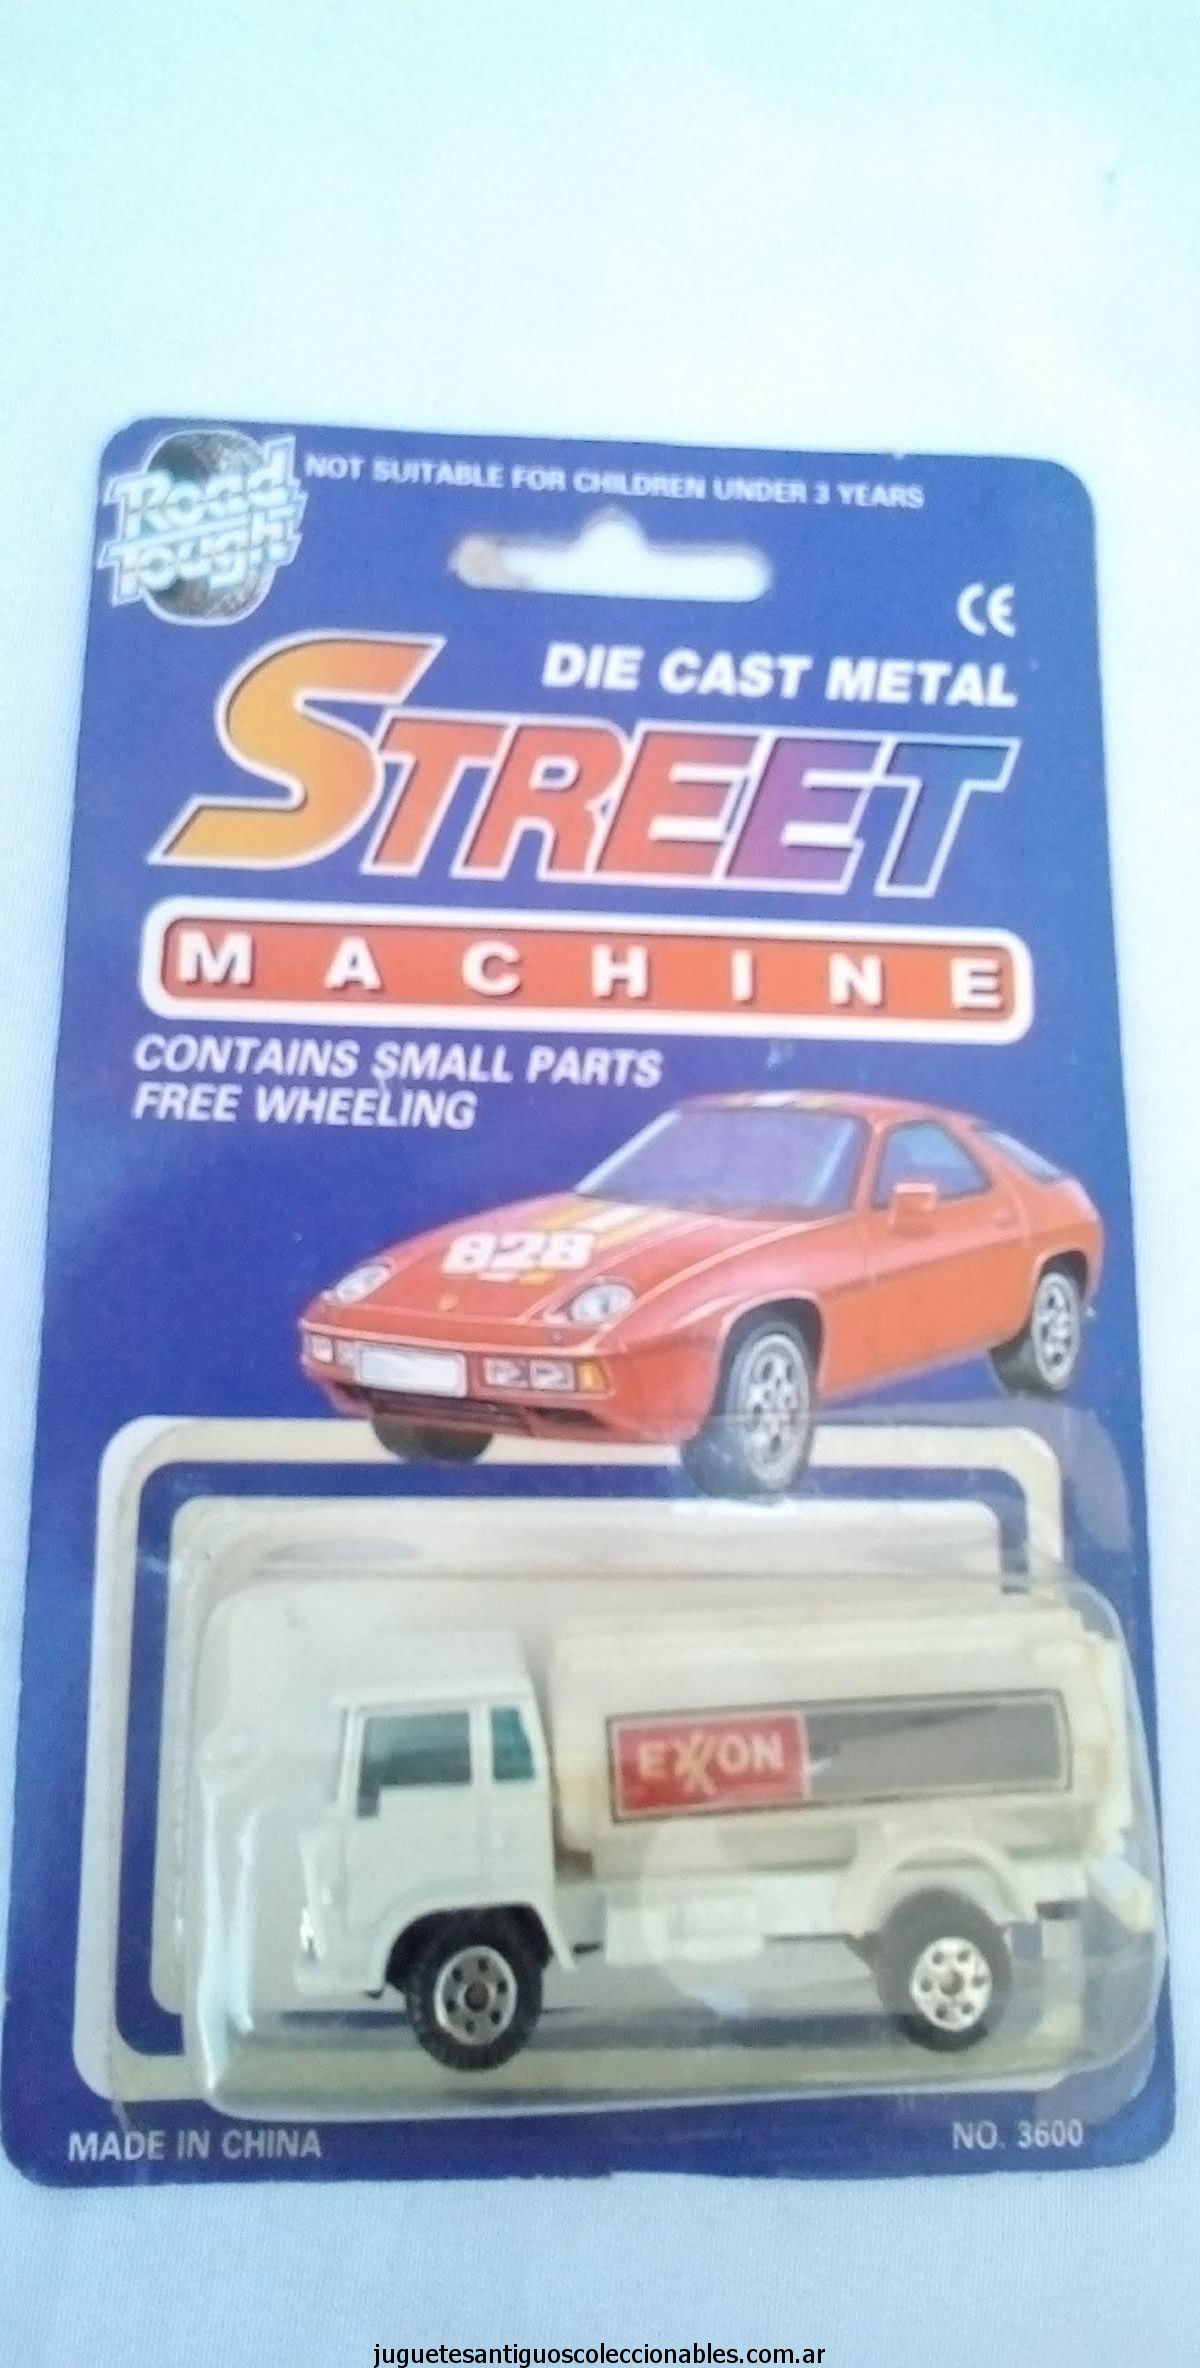 Road
Tough
NOT SUITABLE FOR CHILDREN UNDER 3 YEARS
CE
DIE CAST METAL
STREET
MACHINE
CONTAINS SMALL PARTS
FREE WHEELING
928
EXXON
MADE IN CHINA
NO. 3600
juguetesantiguoscoleccionables.com.ar